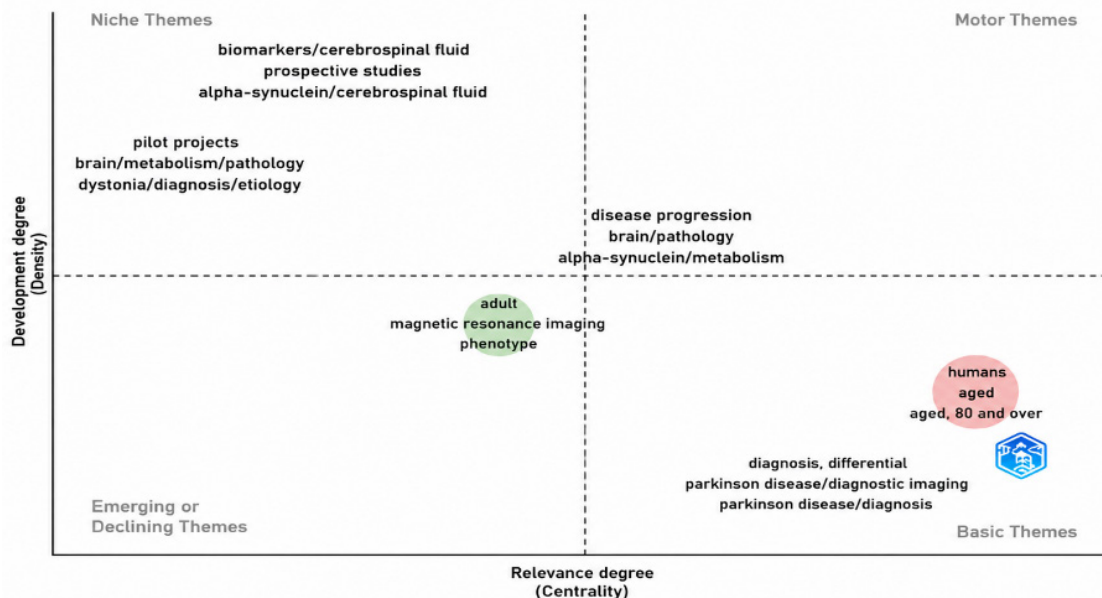 Niche Themes
Motor Themes
biomarkers/cerebrospinal fluid
prospective studies
alpha-synuclein/cerebrospinal fluid
pilot projects
brain/metabolism/pathology
dystonia/diagnosis/etiology
disease progression
brain/pathology
alpha-synuclein/metabolism
Development degree
(Density)
adult
magnetic resonance imaging
phenotype
humans
aged
aged, 80 and over
diagnosis, differential
parkinson disease/diagnostic imaging
parkinson disease/diagnosis
Emerging or
Declining Themes
Basic Themes
Relevance degree
(Centrality)